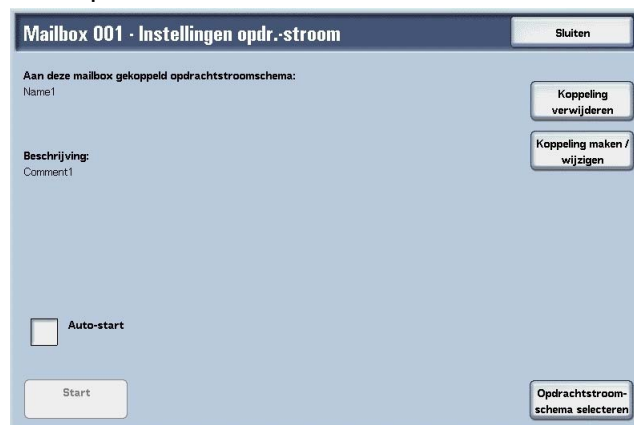 Mailbox 001 - Instellingen opdr.-stroom
Sluiten
Aan deze mailbox gekoppeld opdrachtstroomschema:
Name1
Koppeling
verwijderen
Koppeling maken /
wijzigen
Beschrijving:
Comment1
Auto-start
Start
Opdrachtstroom-
schema selecteren